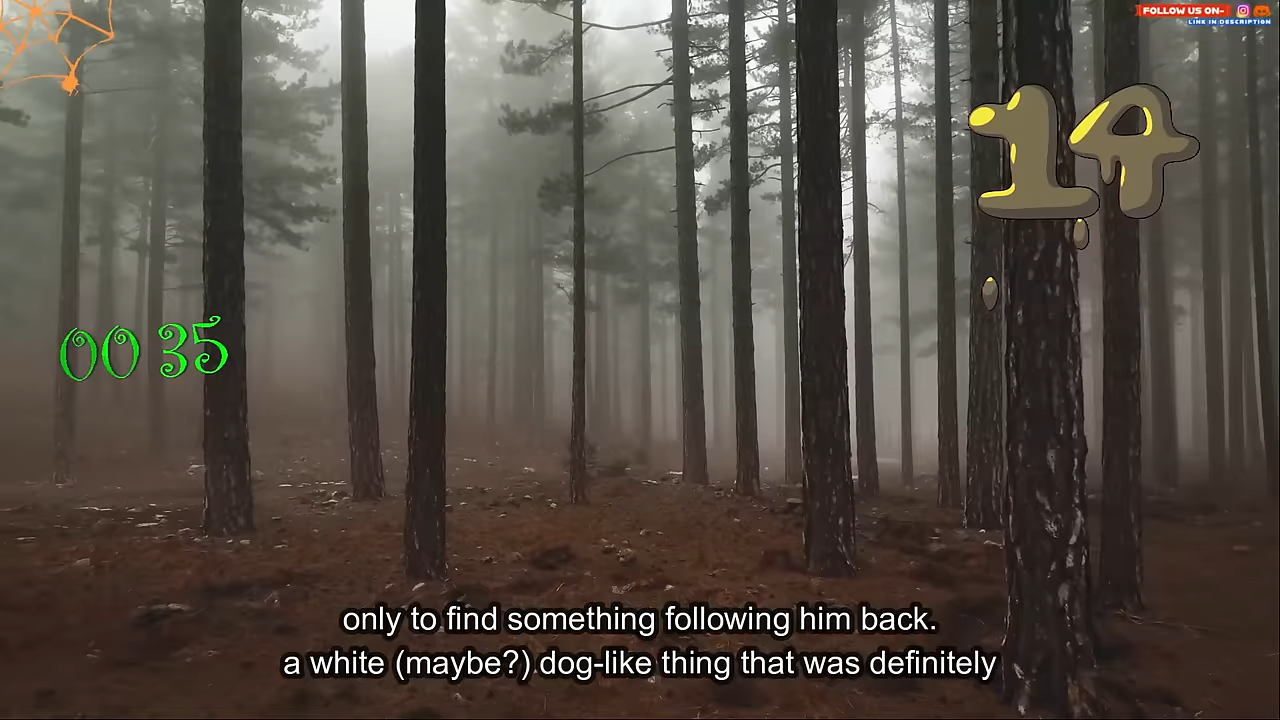 FOLLOW US ON-
LINK IN DESCRIPTION
14
00 35
only to find something following him back.
a white (maybe?) dog-like thing that was definitely